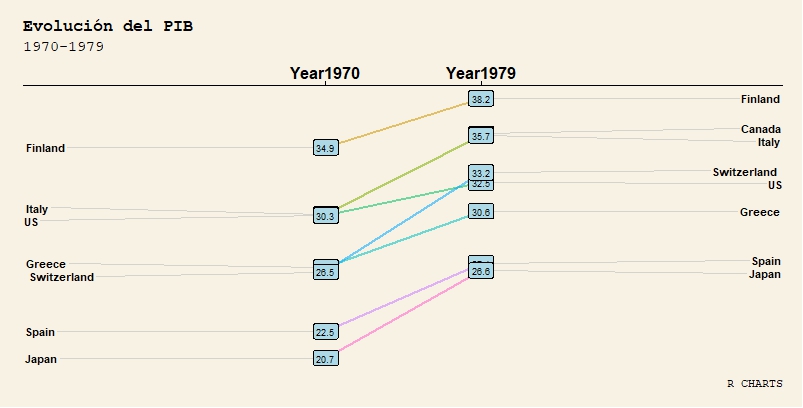 Evolución del PIB
1970-1979
Year1970 Year1979
38.2 Finland
Canada
35.7
Italy
Finland 34.9
33.2 Switzerland
32.5 US
Italy
30.3
US
30.6 Greece
Greece
26.5
Switzerland
Spain
26.6
Japan
Spain 22.5
Japan 20.7
R CHARTS